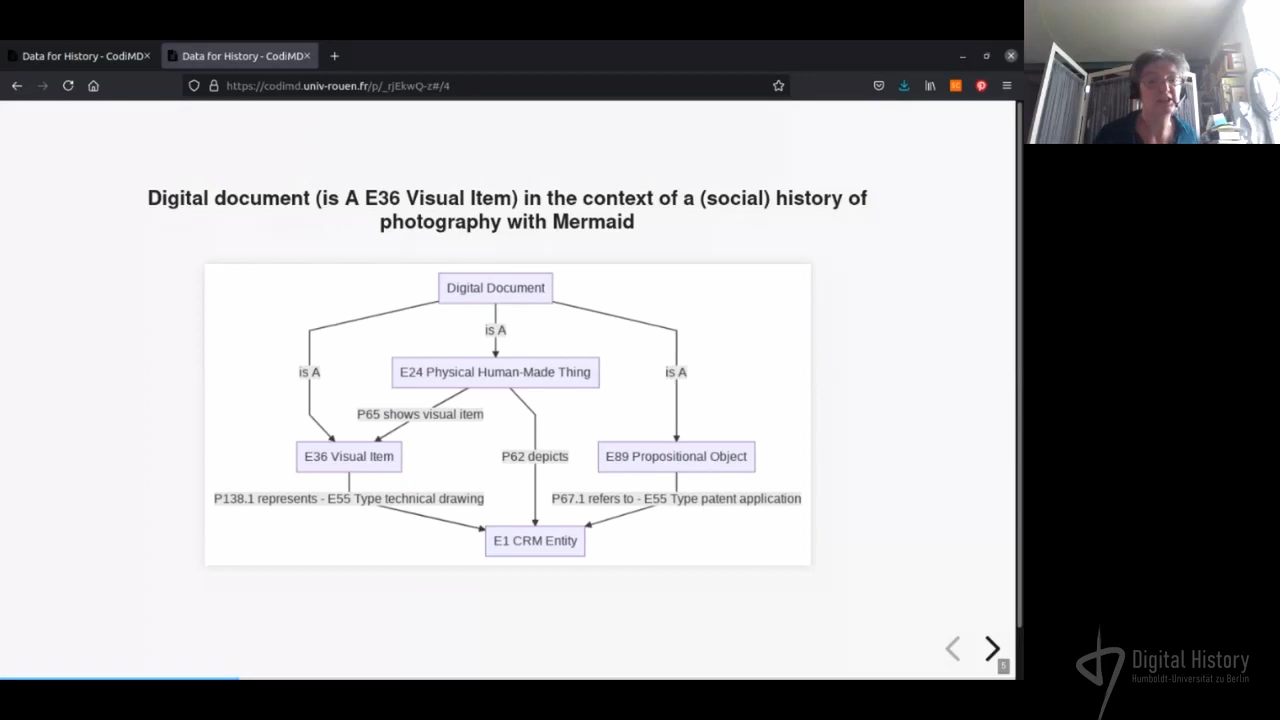 Data for History - CodiMD
Data for History - CodiMD
https://codimd.univ-rouen.fr/p/_rjEkwQ-z#/4
Digital document (is A E36 Visual Item) in the context of a (social) history of
photography with Mermaid
Digital Document
is A
is A
E24 Physical Human-Made Thing
is A
P65 shows visual item
E36 Visual Item
P62 depicts
E89 Propositional Object
P138.1 represents - E55 Type technical drawing
P67.1 refers to - E55 Type patent application
E1 CRM Entity
5
Digital History
Humboldt-Universität zu Berlin